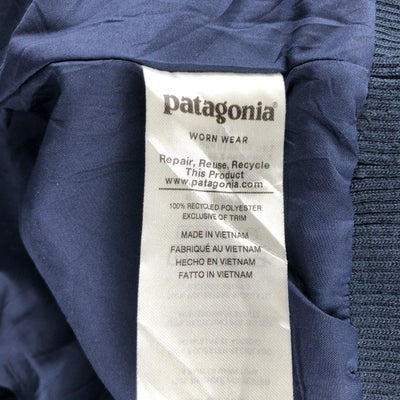 patagonia®
WORN WEAR
Repair, Reuse, Recycle
This Product
www.patagonia.com
100% RECYCLED POLYESTER
EXCLUSIVE OF TRIM
MADE IN VIETNAM
FABRIQUÉ AU VIETNAM
HECHO EN VIETNAM
FATTO IN VIETNAM